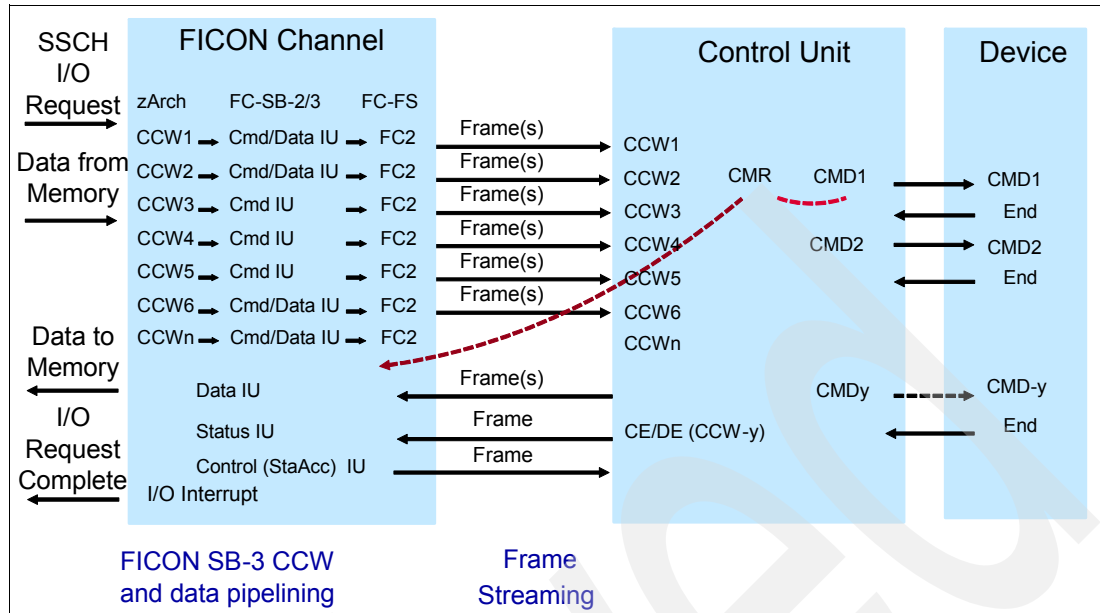 SSCH
I/O
Request
Data from
Memory
Data to
Memory
I/O
Request
Complete
FICON Channel
zArch FC-SB-2/3 FC-FS
CCW1 Cmd/Data IU FC2
CCW2 Cmd/Data IU FC2
CCW3 Cmd IU FC2
CCW4 Cmd IU FC2
CCW5 Cmd IU FC2
CCW6 Cmd/Data IU FC2
CCWn Cmd/Data IU FC2
Data IU
Status IU
Control (StaAcc) IU
I/O Interrupt
Frame(s)
Frame(s)
Frame(s)
Frame(s)
Frame(s)
Frame(s)
Frame(s)
Frame
Frame
Control Unit
CCW1
CCW2 CMR CMD1
CCW3
CCW4 CMD2
CCW5
CCW6
CCWn
CMDy
CE/DE (CCW-y)
Device
CMD1
End
CMD2
End
CMD-y
End
FICON SB-3 CCW
and data pipelining
Frame
Streaming